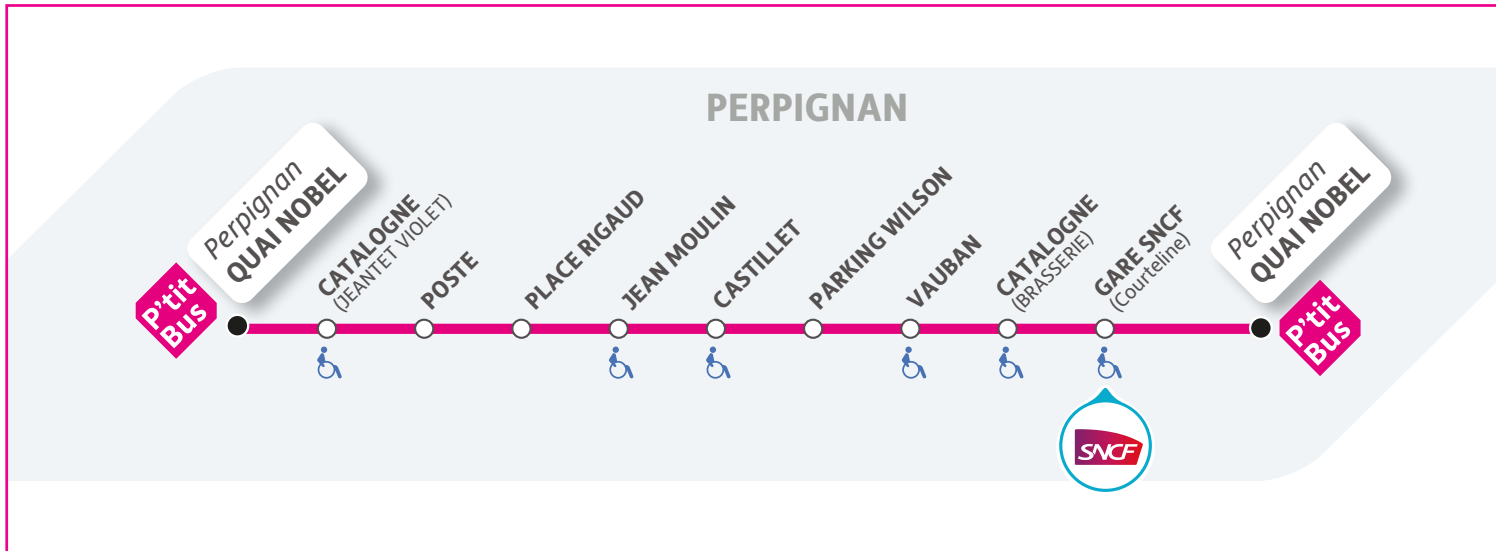 PERPIGNAN
P'tit
Bus
Perpignan
QUAI NOBEL
CATALOGNE
(JEANTET VIOLET)
POSTE
PLACE RIGAUD
JEAN MOULIN
CASTILLET
PARKING WILSON
VAUBAN
CATALOGNE
(BRASSERIE)
GARE SNCF
(Courteline)
Perpignan
QUAI NOBEL
P'tit
Bus
SNCF